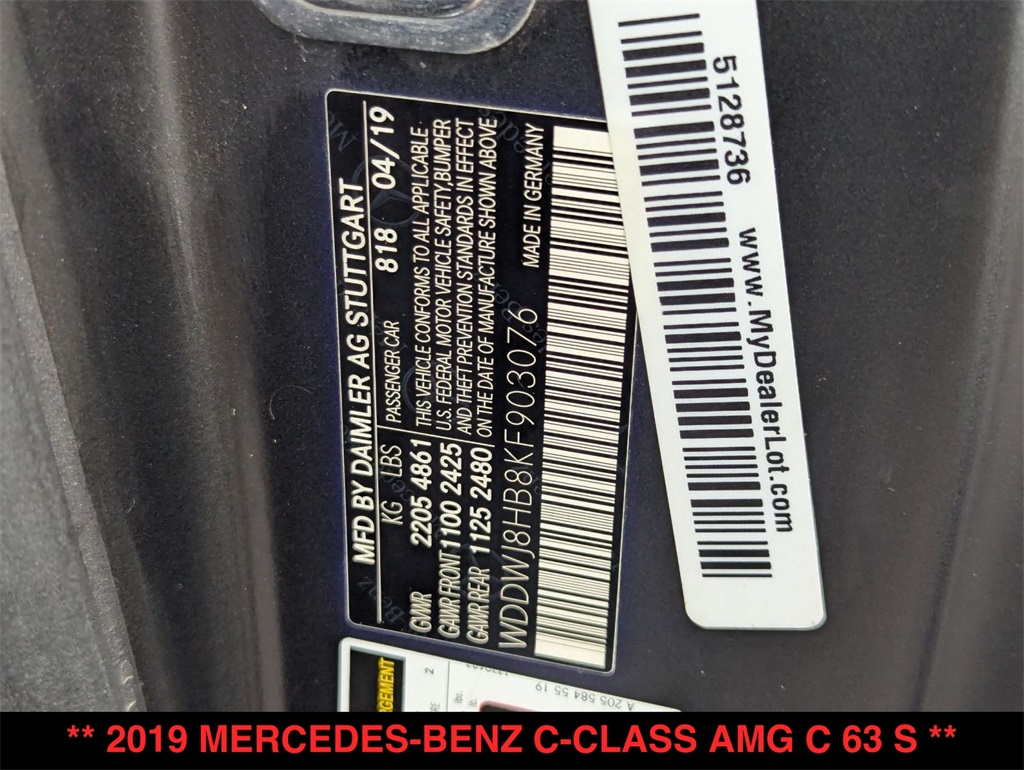 MFD BY DAIMLER AG STUTTGART
KG LBS PASSENGER CAR 818 04/19
GVWR 2205 4861 THIS VEHICLE CONFORMS TO ALL APPLICABLE
GAWR FRONT 1100 2425 U.S. FEDERAL MOTOR VEHICLE SAFETY, BUMPER
GAWR REAR 1125 2480 AND THEFT PREVENTION STANDARDS IN EFFECT
ON THE DATE OF MANUFACTURE SHOWN ABOVE
WDDWJ8HB8KF903076 MADE IN GERMANY
5128736 www.MyDealerLot.com
A 205 584 55 19
** 2019 MERCEDES-BENZ C-CLASS AMG C 63 S **